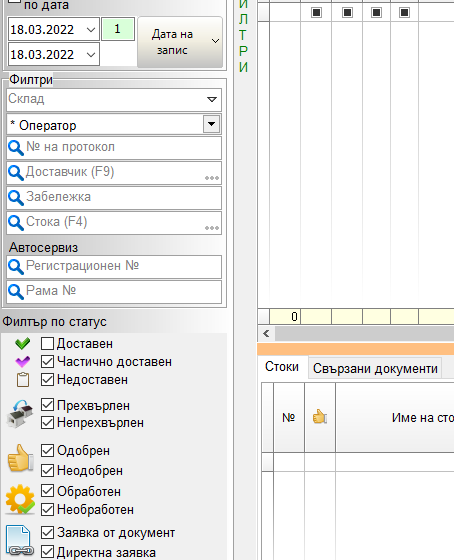 по дата
18.03.2022
1
Дата на
запис
18.03.2022
Филтри
Склад
* Оператор
№ на протокол
Доставчик (F9)
Забележка
Стока (F4)
Автосервиз
Регистрационен №
Рама №
Филтър по статус
Доставен
Частично доставен
Недоставен
Прехвърлен
Непрехвърлен
Одобрен
Неодобрен
Обработен
Необработен
Заявка от документ
Директна заявка
И
Л
Т
Р
И
0
Стоки
Свързани документи
№
Име на сто